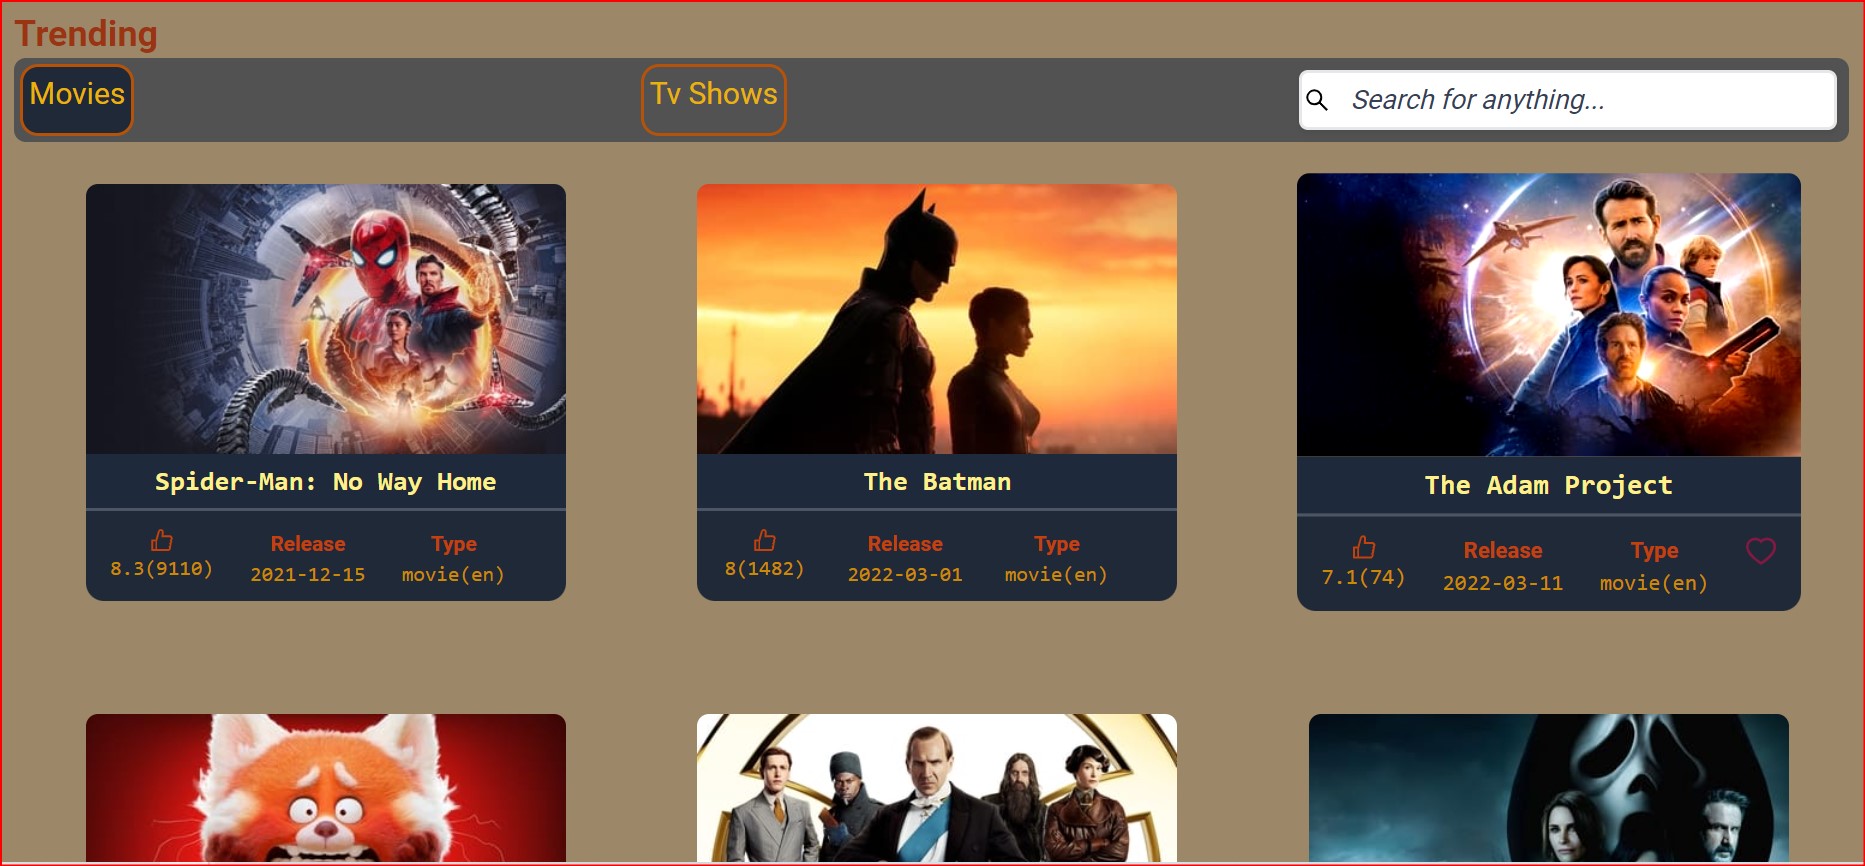 Trending
Movies
Tv Shows
Search for anything...
Spider-Man: No Way Home
Release
Type
8.3(9110)
2021-12-15
movie(en)
The Batman
Release
Type
8(1482)
2022-03-01
movie(en)
The Adam Project
Release
Type
7.1(74)
2022-03-11
movie(en)